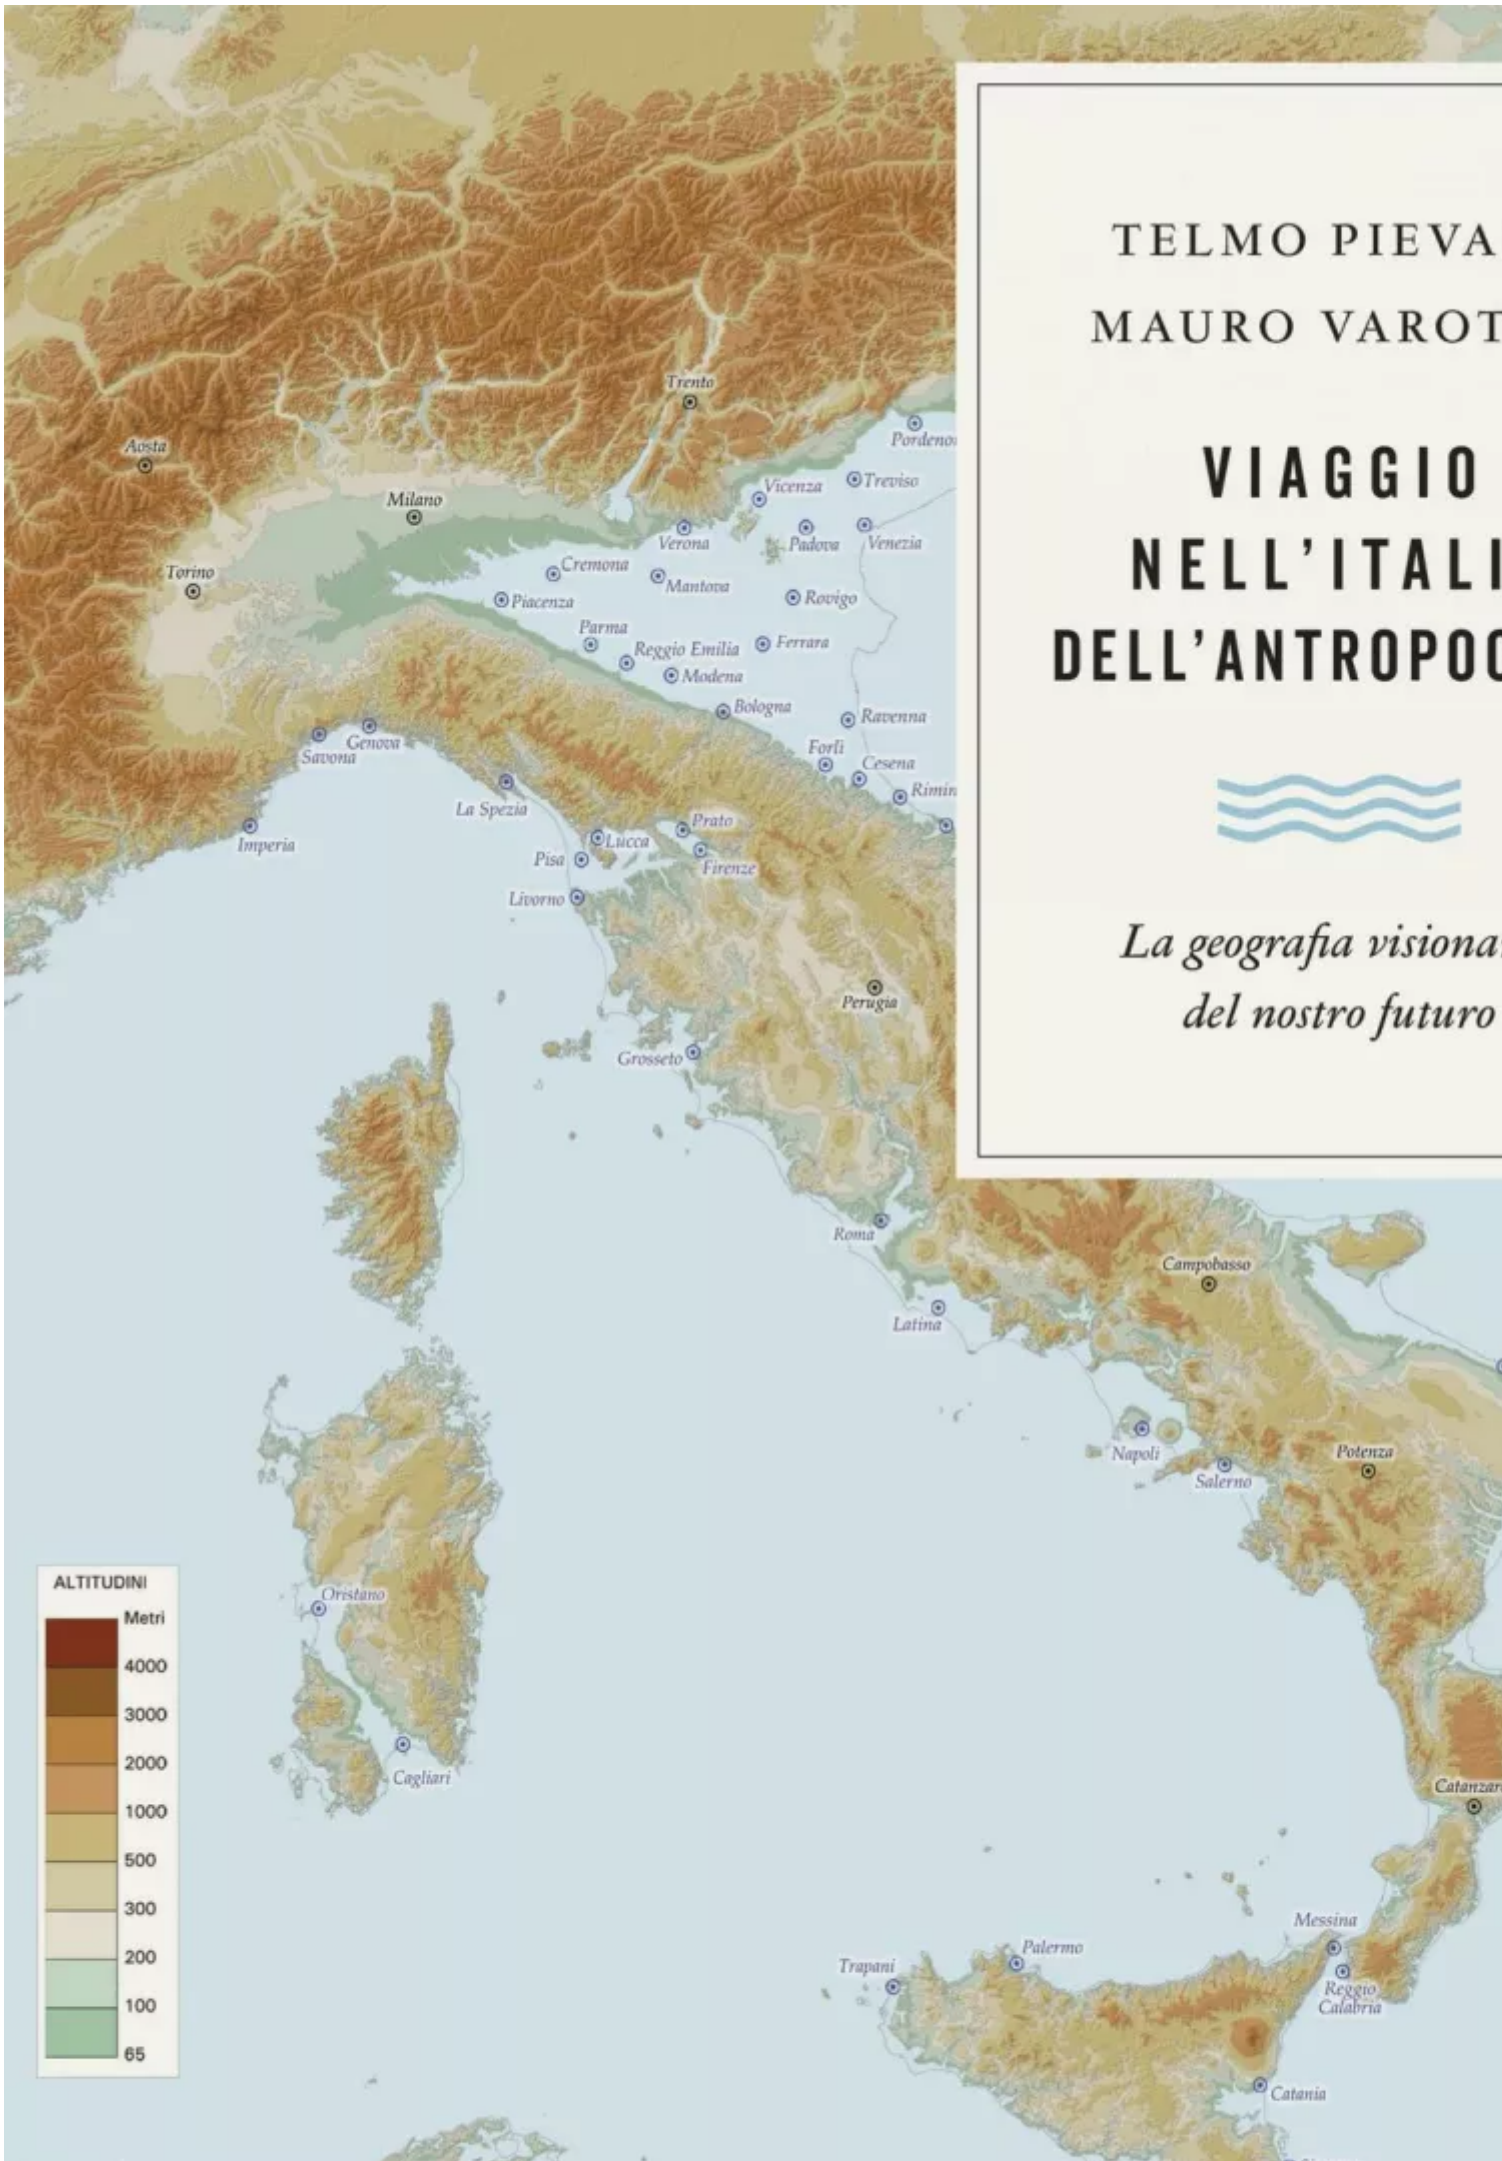 TELMO PIEVA
MAURO VAROT
VIAGGIO
NELL'ITALI
DELL'ANTROPOC
La geografia visiona
del nostro futuro
Trento
Pordeno
Aosta
Vicenza
Treviso
Milano
Verona
Padova
Venezia
Cremona
Torino
Mantova
Piacenza
Rovigo
Parma
Reggio Emilia
Ferrara
Modena
Bologna
Ravenna
Genova
Savona
Forlì
Cesena
Rimin
La Spezia
Imperia
Prato
Lucca
Pisa
Firenze
Livorno
Perugia
Grosseto
Roma
Campobasso
Latina
Napoli
Potenza
Salerno
Oristano
Cagliari
Catanzar
Messina
Palermo
Trapani
Reggio
Calabria
Catania
ALTITUDINI
Metri
4000
3000
2000
1000
500
300
200
100
65